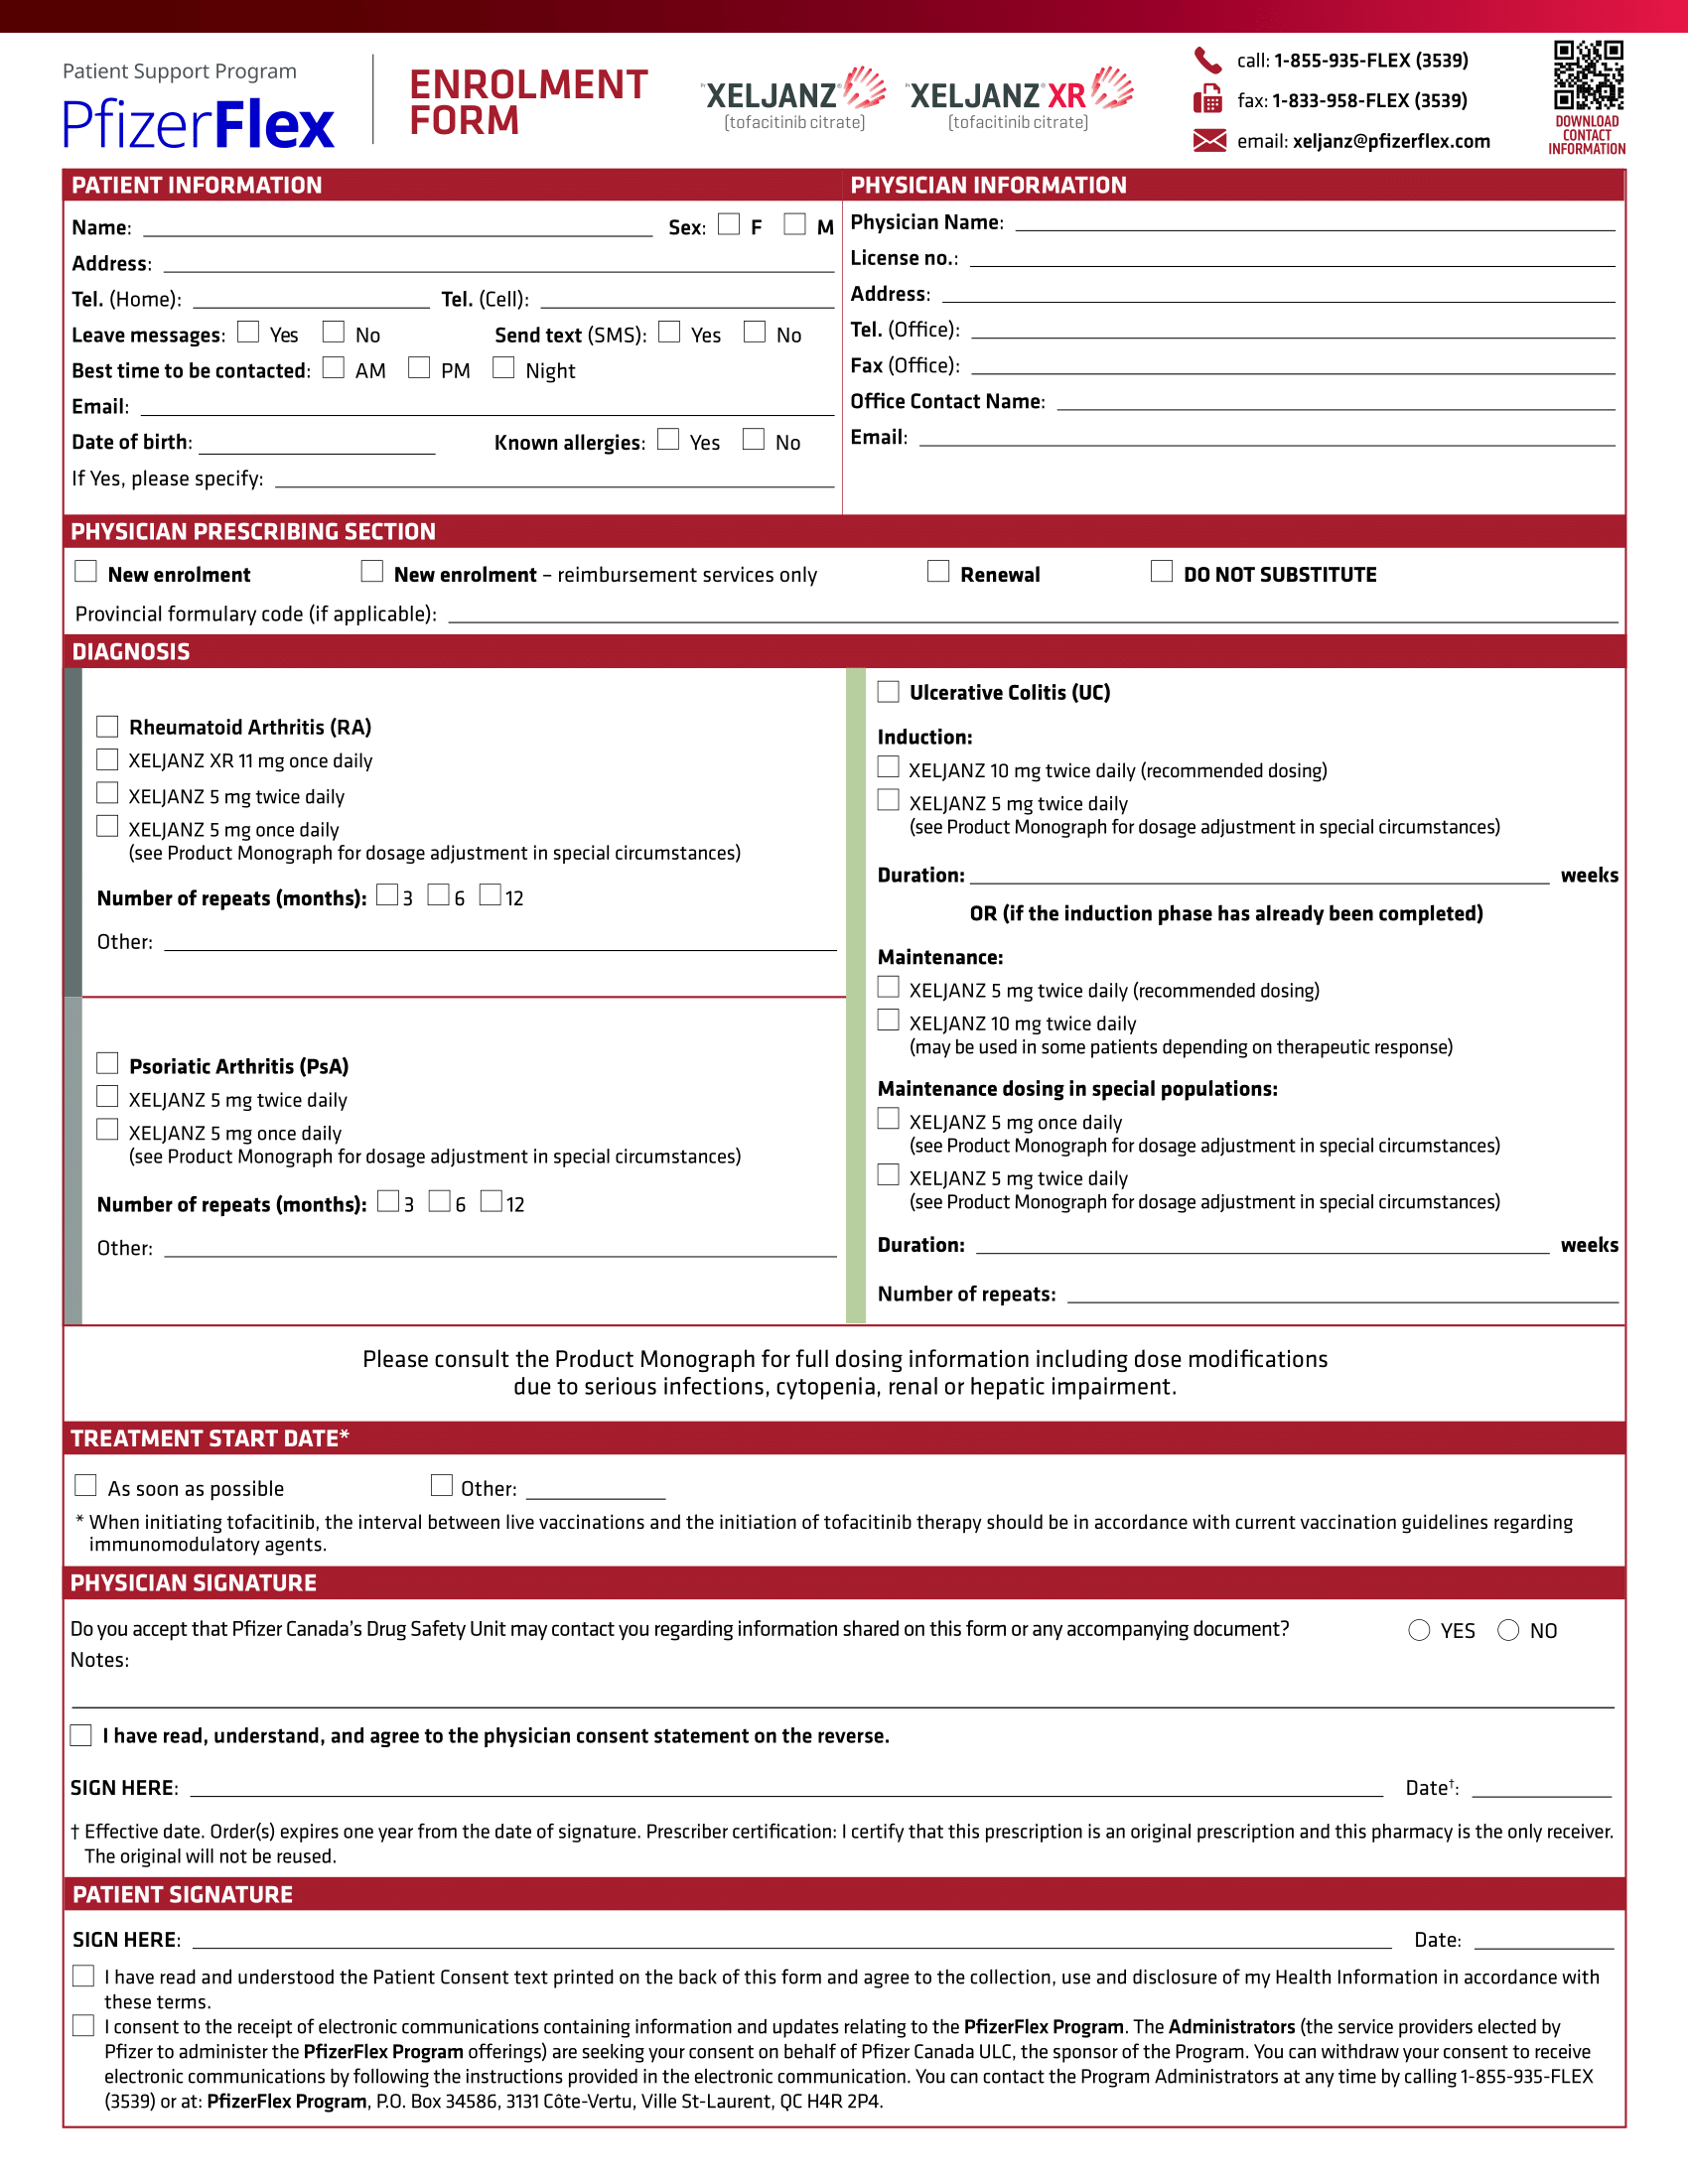 Patient Support Program
PfizerFlex
ENROLMENT
FORM
XELJANZ
(tofacitinib citrate)
XELJANZ XR
(tofacitinib citrate)
call: 1-855-935-FLEX (3539)
fax: 1-833-958-FLEX (3539)
email: xeljanz@pfizerflex.com
DOWNLOAD
CONTACT
INFORMATION
PATIENT INFORMATION
Name: Sex: F M
Address:
Tel. (Home): Tel. (Cell):
Leave messages: Yes No Send text (SMS): Yes No
Best time to be contacted: AM PM Night
Email:
Date of birth: Known allergies: Yes No
If Yes, please specify:
PHYSICIAN INFORMATION
Physician Name:
License no.:
Address:
Tel. (Office):
Fax (Office):
Office Contact Name:
Email:
PHYSICIAN PRESCRIBING SECTION
New enrolment New enrolment – reimbursement services only Renewal DO NOT SUBSTITUTE
Provincial formulary code (if applicable):
DIAGNOSIS
Rheumatoid Arthritis (RA)
XELJANZ XR 11 mg once daily
XELJANZ 5 mg twice daily
XELJANZ 5 mg once daily
(see Product Monograph for dosage adjustment in special circumstances)
Number of repeats (months): 3 6 12
Other:
Psoriatic Arthritis (PsA)
XELJANZ 5 mg twice daily
XELJANZ 5 mg once daily
(see Product Monograph for dosage adjustment in special circumstances)
Number of repeats (months): 3 6 12
Other:
Ulcerative Colitis (UC)
Induction:
XELJANZ 10 mg twice daily (recommended dosing)
XELJANZ 5 mg twice daily
(see Product Monograph for dosage adjustment in special circumstances)
Duration: weeks
OR (if the induction phase has already been completed)
Maintenance:
XELJANZ 5 mg twice daily (recommended dosing)
XELJANZ 10 mg twice daily
(may be used in some patients depending on therapeutic response)
Maintenance dosing in special populations:
XELJANZ 5 mg once daily
(see Product Monograph for dosage adjustment in special circumstances)
XELJANZ 5 mg twice daily
(see Product Monograph for dosage adjustment in special circumstances)
Duration: weeks
Number of repeats:
Please consult the Product Monograph for full dosing information including dose modifications
due to serious infections, cytopenia, renal or hepatic impairment.
TREATMENT START DATE*
As soon as possible Other:
* When initiating tofacitinib, the interval between live vaccinations and the initiation of tofacitinib therapy should be in accordance with current vaccination guidelines regarding
immunomodulatory agents.
PHYSICIAN SIGNATURE
Do you accept that Pfizer Canada's Drug Safety Unit may contact you regarding information shared on this form or any accompanying document? YES NO
Notes:
I have read, understand, and agree to the physician consent statement on the reverse.
SIGN HERE: Date†:
† Effective date. Order(s) expires one year from the date of signature. Prescriber certification: I certify that this prescription is an original prescription and this pharmacy is the only receiver.
The original will not be reused.
PATIENT SIGNATURE
SIGN HERE: Date:
I have read and understood the Patient Consent text printed on the back of this form and agree to the collection, use and disclosure of my Health Information in accordance with
these terms.
I consent to the receipt of electronic communications containing information and updates relating to the PfizerFlex Program. The Administrators (the service providers elected by
Pfizer to administer the PfizerFlex Program offerings) are seeking your consent on behalf of Pfizer Canada ULC, the sponsor of the Program. You can withdraw your consent to receive
electronic communications by following the instructions provided in the electronic communication. You can contact the Program Administrators at any time by calling 1-855-935-FLEX
(3539) or at: PfizerFlex Program, P.O. Box 34586, 3131 Côte-Vertu, Ville St-Laurent, QC H4R 2P4.